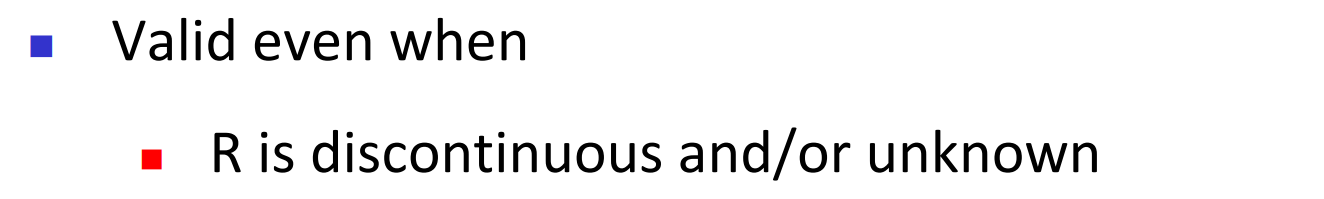 Valid even when
R is discontinuous and/or unknown